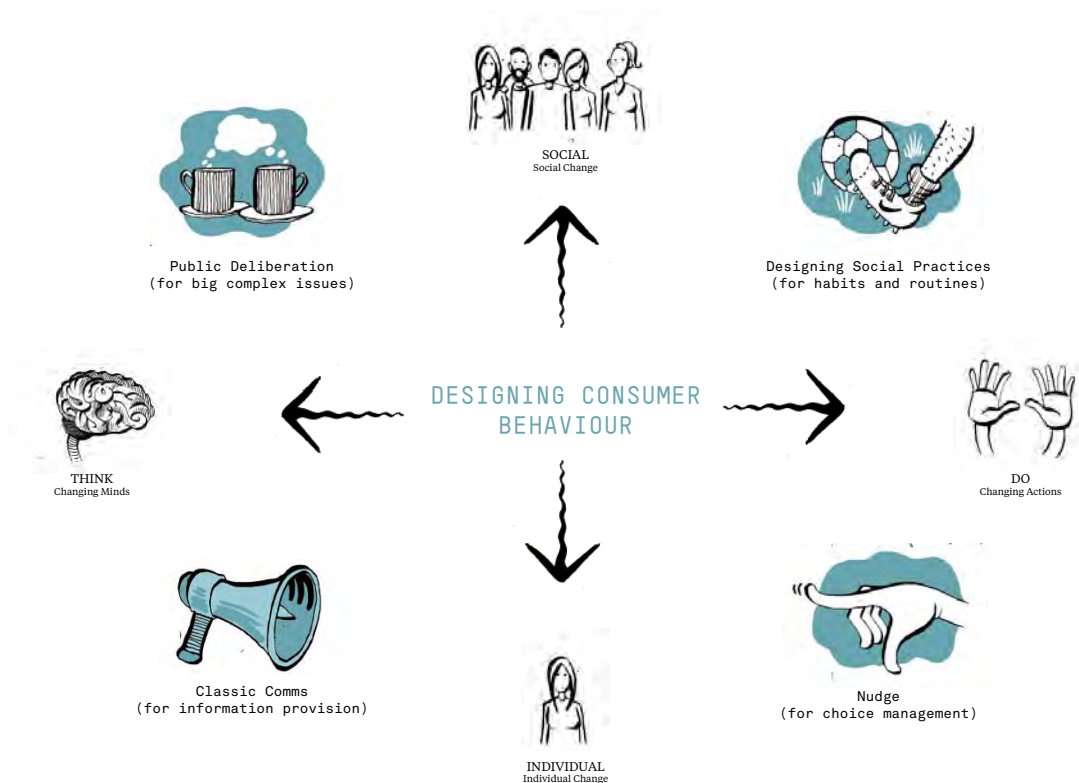 SOCIAL
Social Change
Public Deliberation
(for big complex issues)
Designing Social Practices
(for habits and routines)
DESIGNING CONSUMER
BEHAVIOUR
THINK
Changing Minds
DO
Changing Actions
Classic Comms
(for information provision)
Nudge
(for choice management)
INDIVIDUAL
Individual Change